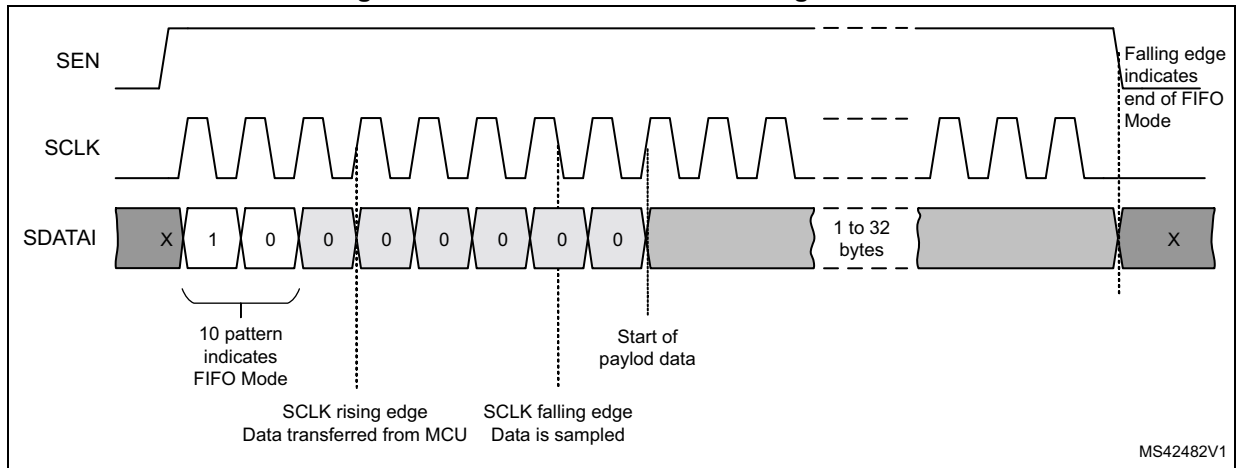 SEN
Falling edge
indicates
end of FIFO
Mode
SCLK
SDATAI
X 1 0 0 0 0 0 0 0
1 to 32
bytes
X
10 pattern
indicates
FIFO Mode
Start of
paylod data
SCLK rising edge
Data transferred from MCU
SCLK falling edge
Data is sampled
MS42482V1